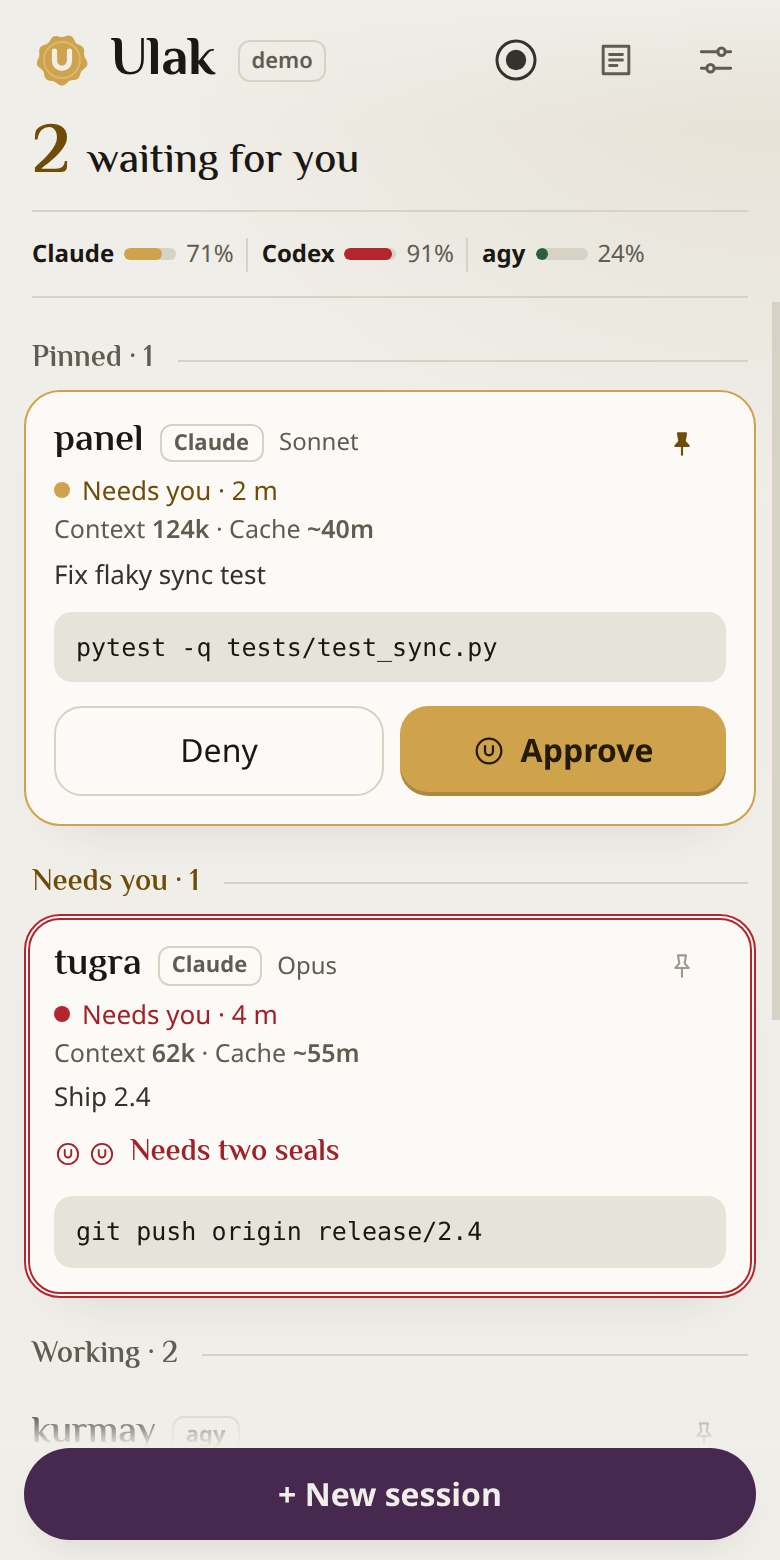 Ulak demo
2 waiting for you
Claude 71% Codex 91% agy 24%
Pinned · 1
panel Claude Sonnet
Needs you · 2 m
Context 124k · Cache ~40m
Fix flaky sync test
pytest -q tests/test_sync.py
Deny Approve
Needs you · 1
tugra Claude Opus
Needs you · 4 m
Context 62k · Cache ~55m
Ship 2.4
Needs two seals
git push origin release/2.4
Working · 2
kurmay agy
+ New session